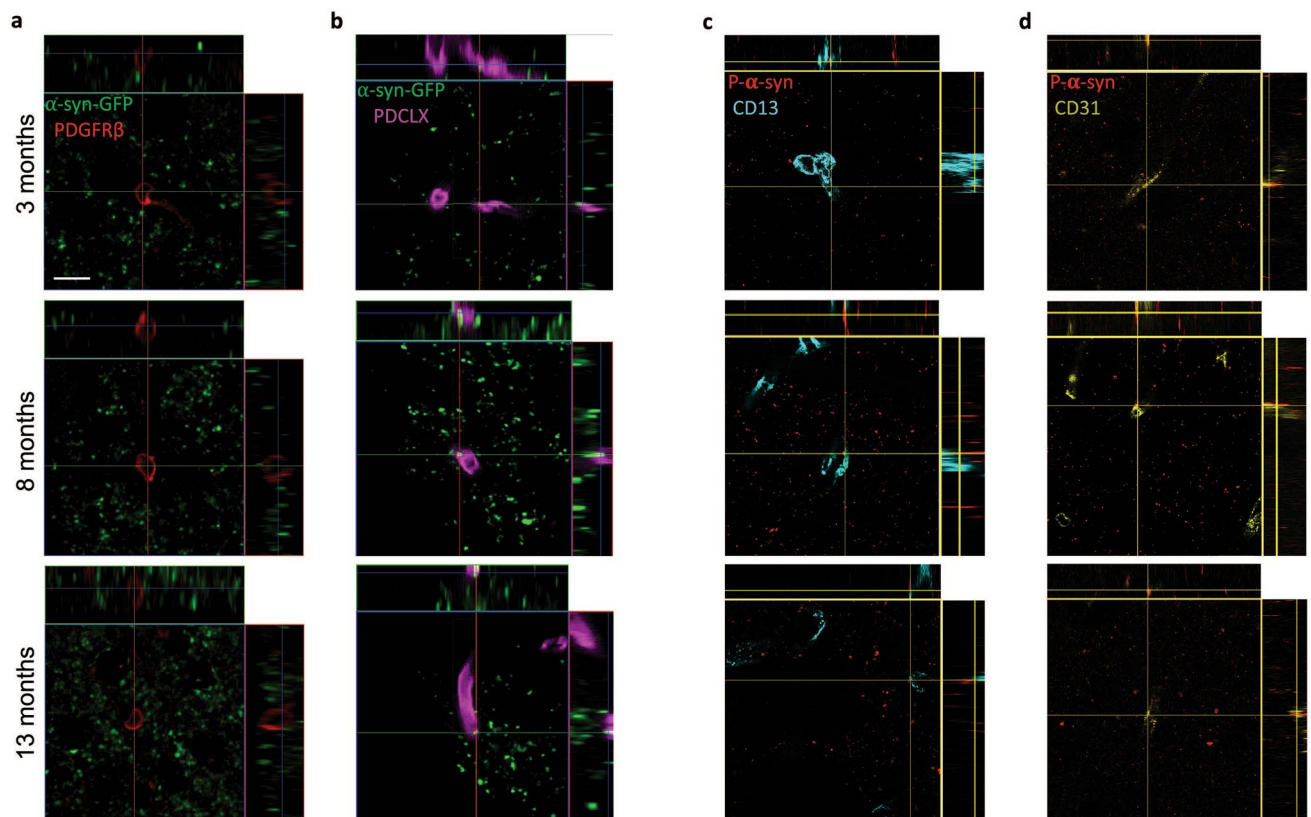 a
b
c
d
3 months
α-syn-GFP
PDGFRβ
α-syn-GFP
PDCLX
P-α-syn
CD13
P-α-syn
CD31
8 months
13 months